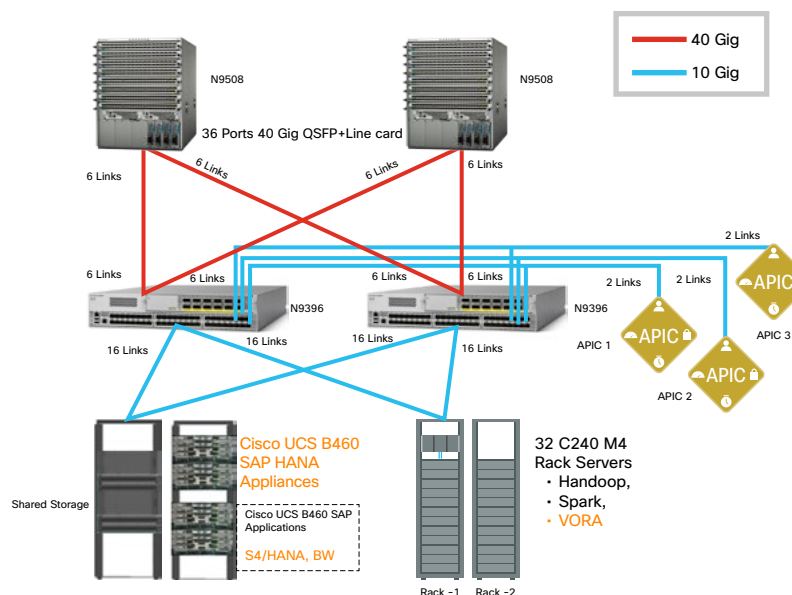 40 Gig
10 Gig
N9508
N9508
36 Ports 40 Gig QSFP+Line card
6 Links
6 Links
6 Links
6 Links
2 Links
6 Links
6 Links
6 Links
6 Links
2 Links
2 Links
N9396
N9396
APIC
APIC
APIC
APIC 1
APIC 2
APIC 3
16 Links
16 Links
16 Links
16 Links
Cisco UCS B460
SAP HANA
Appliances
Shared Storage
Cisco UCS B460 SAP
Applications
S4/HANA, BW
32 C240 M4
Rack Servers
• Handoop,
• Spark,
• VORA
Rack -1
Rack -2